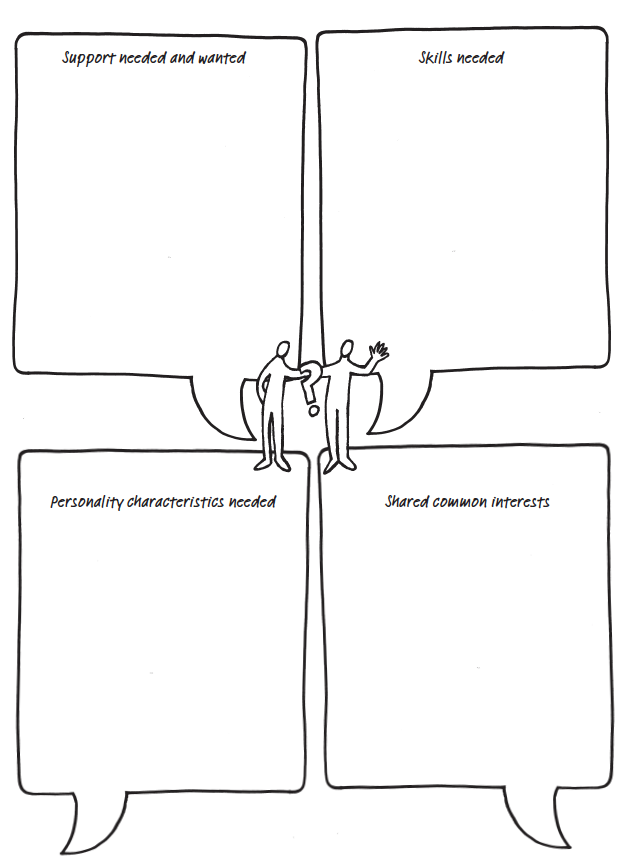 Support needed and wanted
Skills needed
?
Personality characteristics needed
Shared common interests